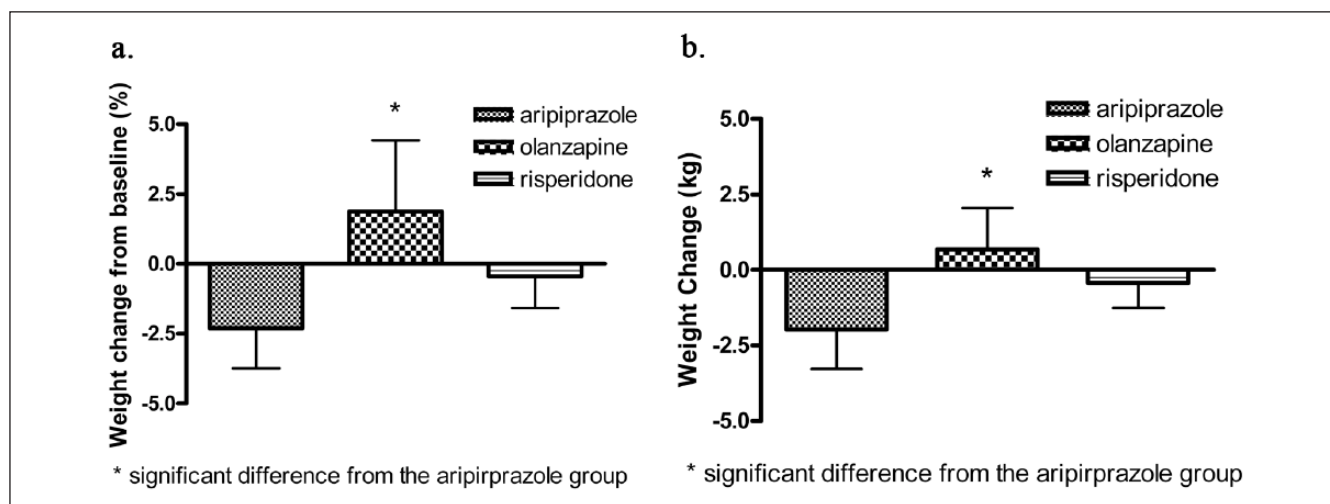 a.
Weight change from baseline (%)
5.0
2.5
0.0
-2.5
-5.0
*
aripiprazole
olanzapine
risperidone
* significant difference from the aripirprazole group
b.
Weight Change (kg)
5.0
2.5
0.0
-2.5
-5.0
*
aripiprazole
olanzapine
risperidone
* significant difference from the aripirprazole group